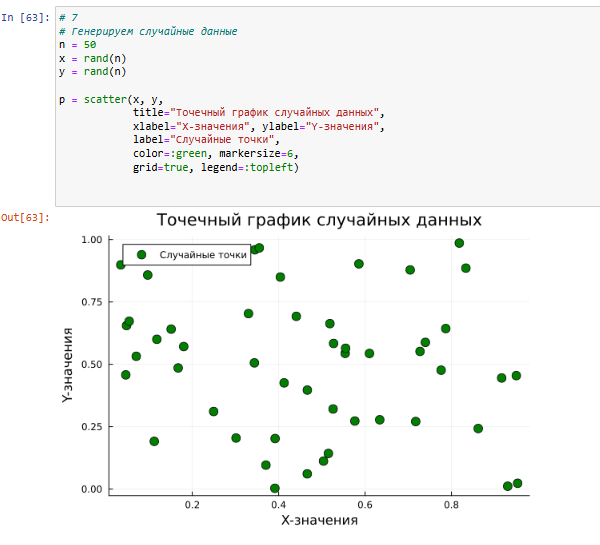 In [63]:
# 7
# Генерируем случайные данные
n = 50
x = rand(n)
y = rand(n)
p = scatter(x, y,
title="Точечный график случайных данных",
xlabel="X-значения", ylabel="Y-значения",
label="Случайные точки",
color=:green, markersize=6,
grid=true, legend=:topleft)
Out[63]:
Точечный график случайных данных
Случайные точки
1.00
0.75
0.50
0.25
0.00
Y-значения
0.2 0.4 0.6 0.8
X-значения